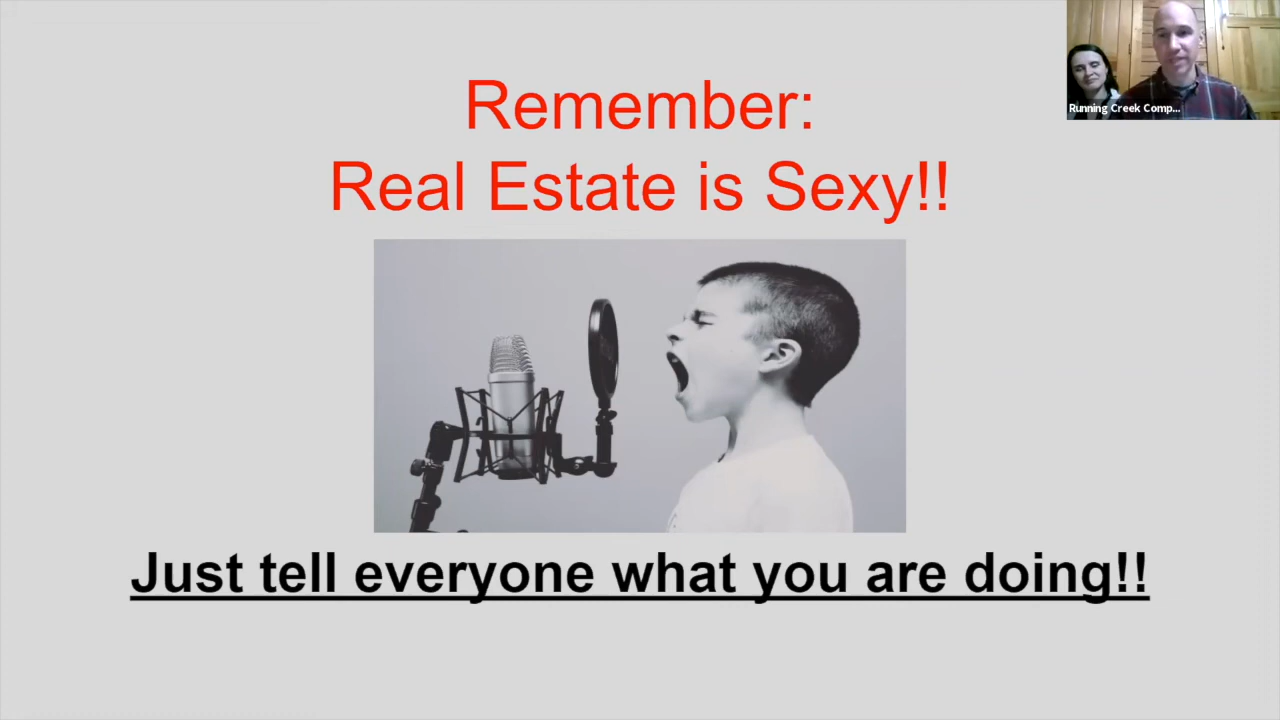 Remember:
Real Estate is Sexy!!
Running Creek Comp...
Just tell everyone what you are doing!!